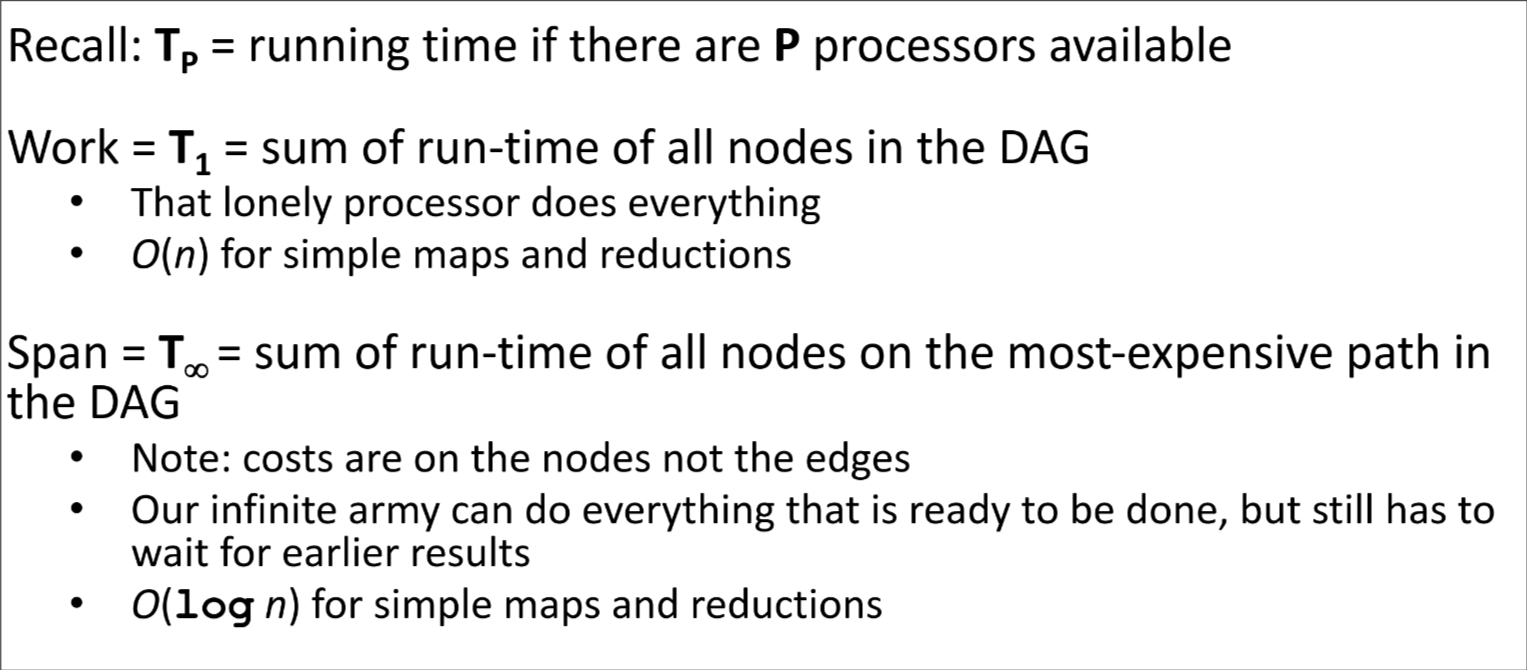 Recall: Tₚ = running time if there are P processors available
Work = T₁ = sum of run-time of all nodes in the DAG
• That lonely processor does everything
• O(n) for simple maps and reductions
Span = T∞ = sum of run-time of all nodes on the most-expensive path in
the DAG
• Note: costs are on the nodes not the edges
• Our infinite army can do everything that is ready to be done, but still has to
wait for earlier results
• O(log n) for simple maps and reductions